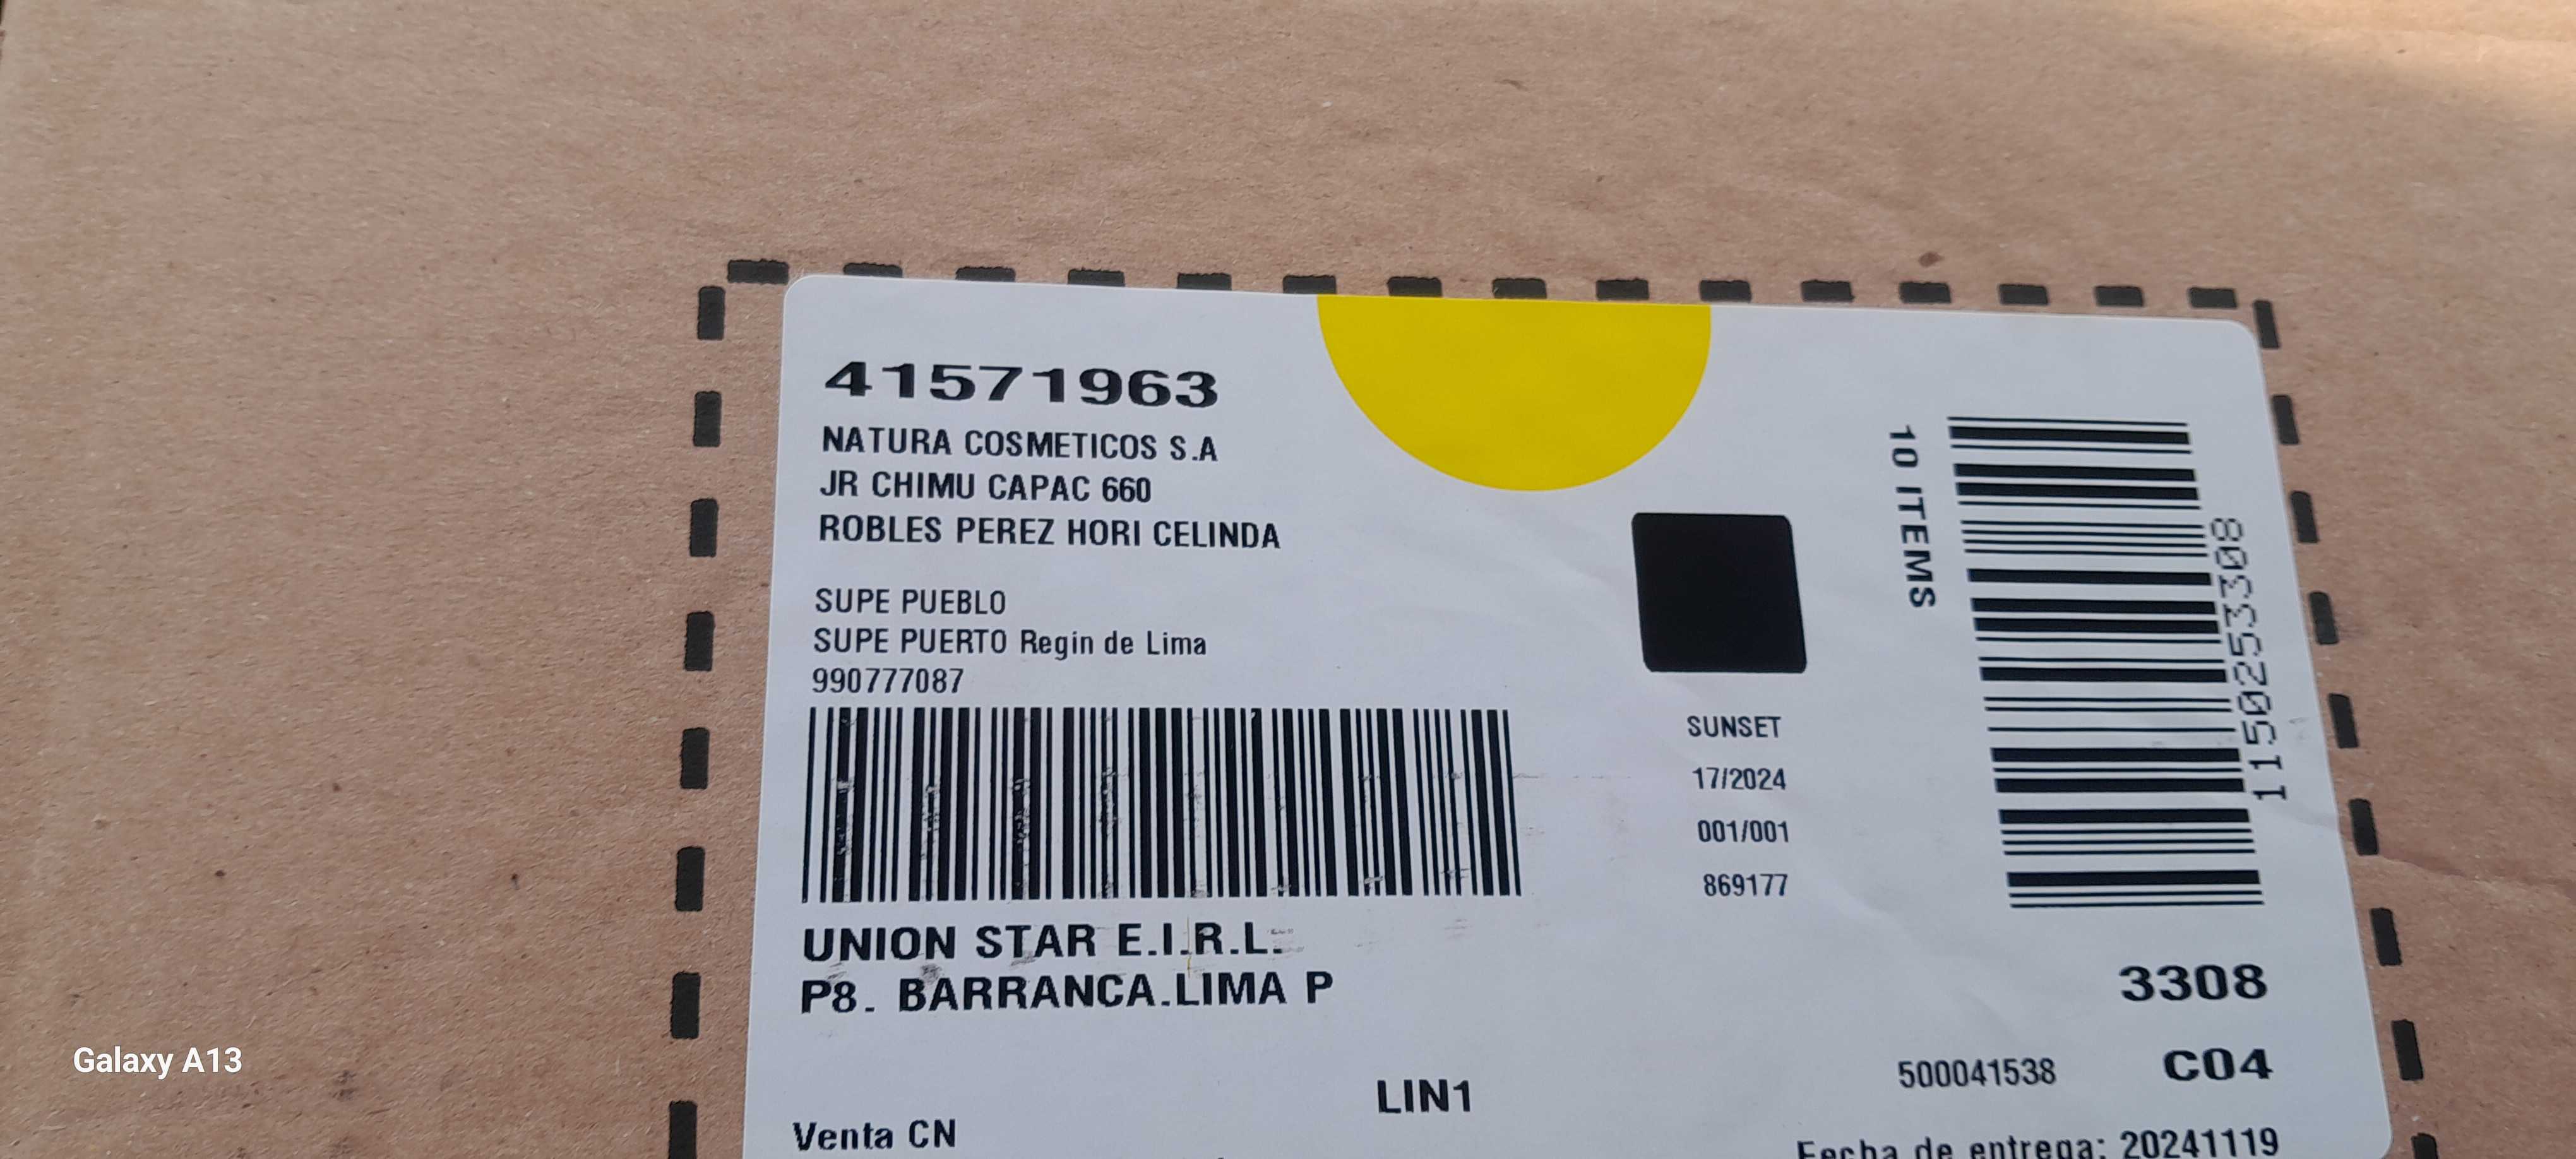 41571963
NATURA COSMETICOS S.A
JR CHIMU CAPAC 660
ROBLES PEREZ HORI CELINDA
SUPE PUEBLO
SUPE PUERTO Regin de Lima
990777087
UNION STAR E.I.R.L.
P8. BARRANCA.LIMA P
SUNSET
17/2024
001/001
869177
10 ITEMS
11502533308
3308
500041538 C04
LIN1
Venta CN
Fecha de entrega: 20241119
Galaxy A13